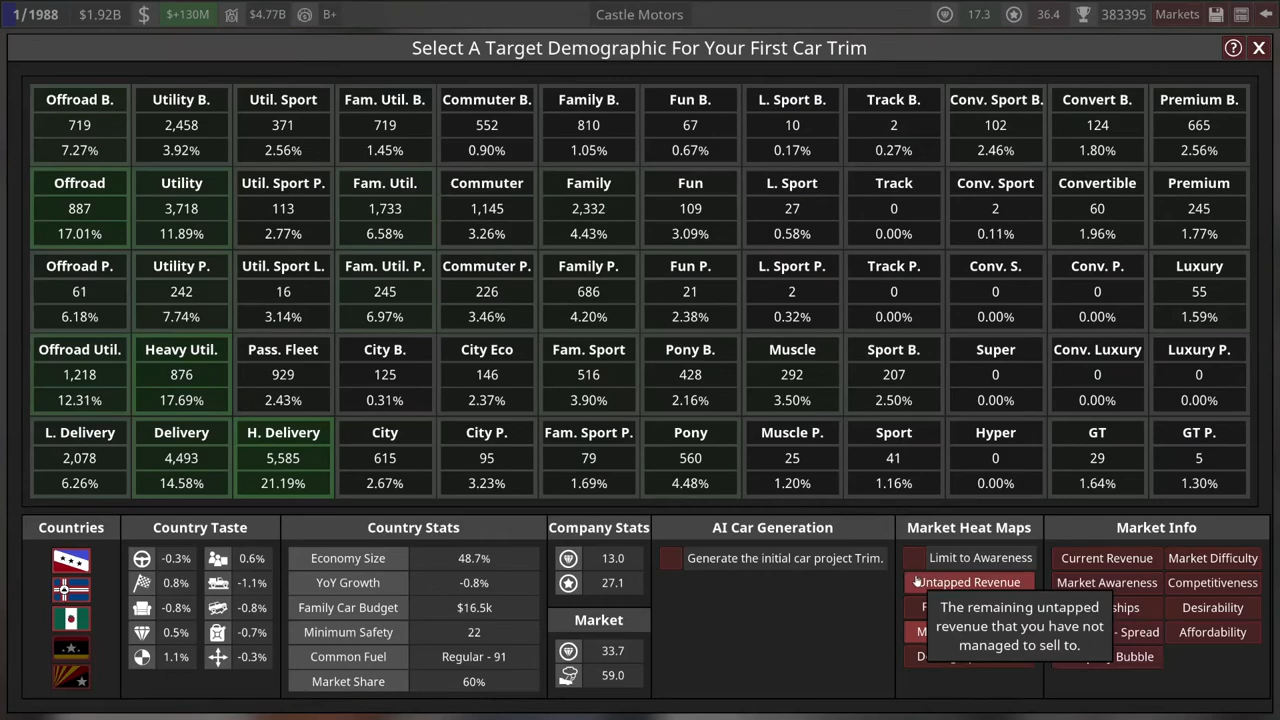 1/1988 $1.92B $+130M $4.77B B+ Castle Motors 17.3 36.4 383395 Markets
Select A Target Demographic For Your First Car Trim
Offroad B. Utility B. Util. Sport Fam. Util. B. Commuter B. Family B. Fun B. L. Sport B. Track B. Conv. Sport B. Convert B. Premium B.
719 2,458 371 719 552 810 67 10 2 102 124 665
7.27% 3.92% 2.56% 1.45% 0.90% 1.05% 0.67% 0.17% 0.27% 2.46% 1.80% 2.56%
Offroad Utility Util. Sport P. Fam. Util. Commuter Family Fun L. Sport Track Conv. Sport Convertible Premium
887 3,718 113 1,733 1,145 2,332 109 27 0 2 60 245
17.01% 11.89% 2.77% 6.58% 3.26% 4.43% 3.09% 0.58% 0.00% 0.11% 1.96% 1.77%
Offroad P. Utility P. Util. Sport L. Fam. Util. P. Commuter P. Family P. Fun P. L. Sport P. Track P. Conv. S. Conv. P. Luxury
61 242 16 245 226 686 21 2 0 0 0 55
6.18% 7.74% 3.14% 6.97% 3.46% 4.20% 2.38% 0.32% 0.00% 0.00% 0.00% 1.59%
Offroad Util. Heavy Util. Pass. Fleet City B. City Eco Fam. Sport Pony B. Muscle Sport B. Super Conv. Luxury Luxury P.
1,218 876 929 125 146 516 428 292 207 0 0 0
12.31% 17.69% 2.43% 0.31% 2.37% 3.90% 2.16% 3.50% 2.50% 0.00% 0.00% 0.00%
L. Delivery Delivery H. Delivery City City P. Fam. Sport P. Pony Muscle P. Sport Hyper GT GT P.
2,078 4,493 5,585 615 95 79 560 25 41 0 29 5
6.26% 14.58% 21.19% 2.67% 3.23% 1.69% 4.48% 1.20% 1.16% 0.00% 1.64% 1.30%
Countries Country Taste Country Stats Company Stats AI Car Generation Market Heat Maps Market Info
-0.3% 0.6% Economy Size 48.7% 13.0 Generate the initial car project Trim. Limit to Awareness Current Revenue Market Difficulty
0.8% -1.1% YoY Growth -0.8% 27.1 Untapped Revenue Market Awareness Competitiveness
-0.8% -0.8% Family Car Budget $16.5k The remaining untapped Desirability
0.5% -0.7% Minimum Safety 22 Market revenue that you have not - Spread Affordability
1.1% -0.3% Common Fuel Regular - 91 33.7 managed to sell to. Bubble
Market Share 60% 59.0